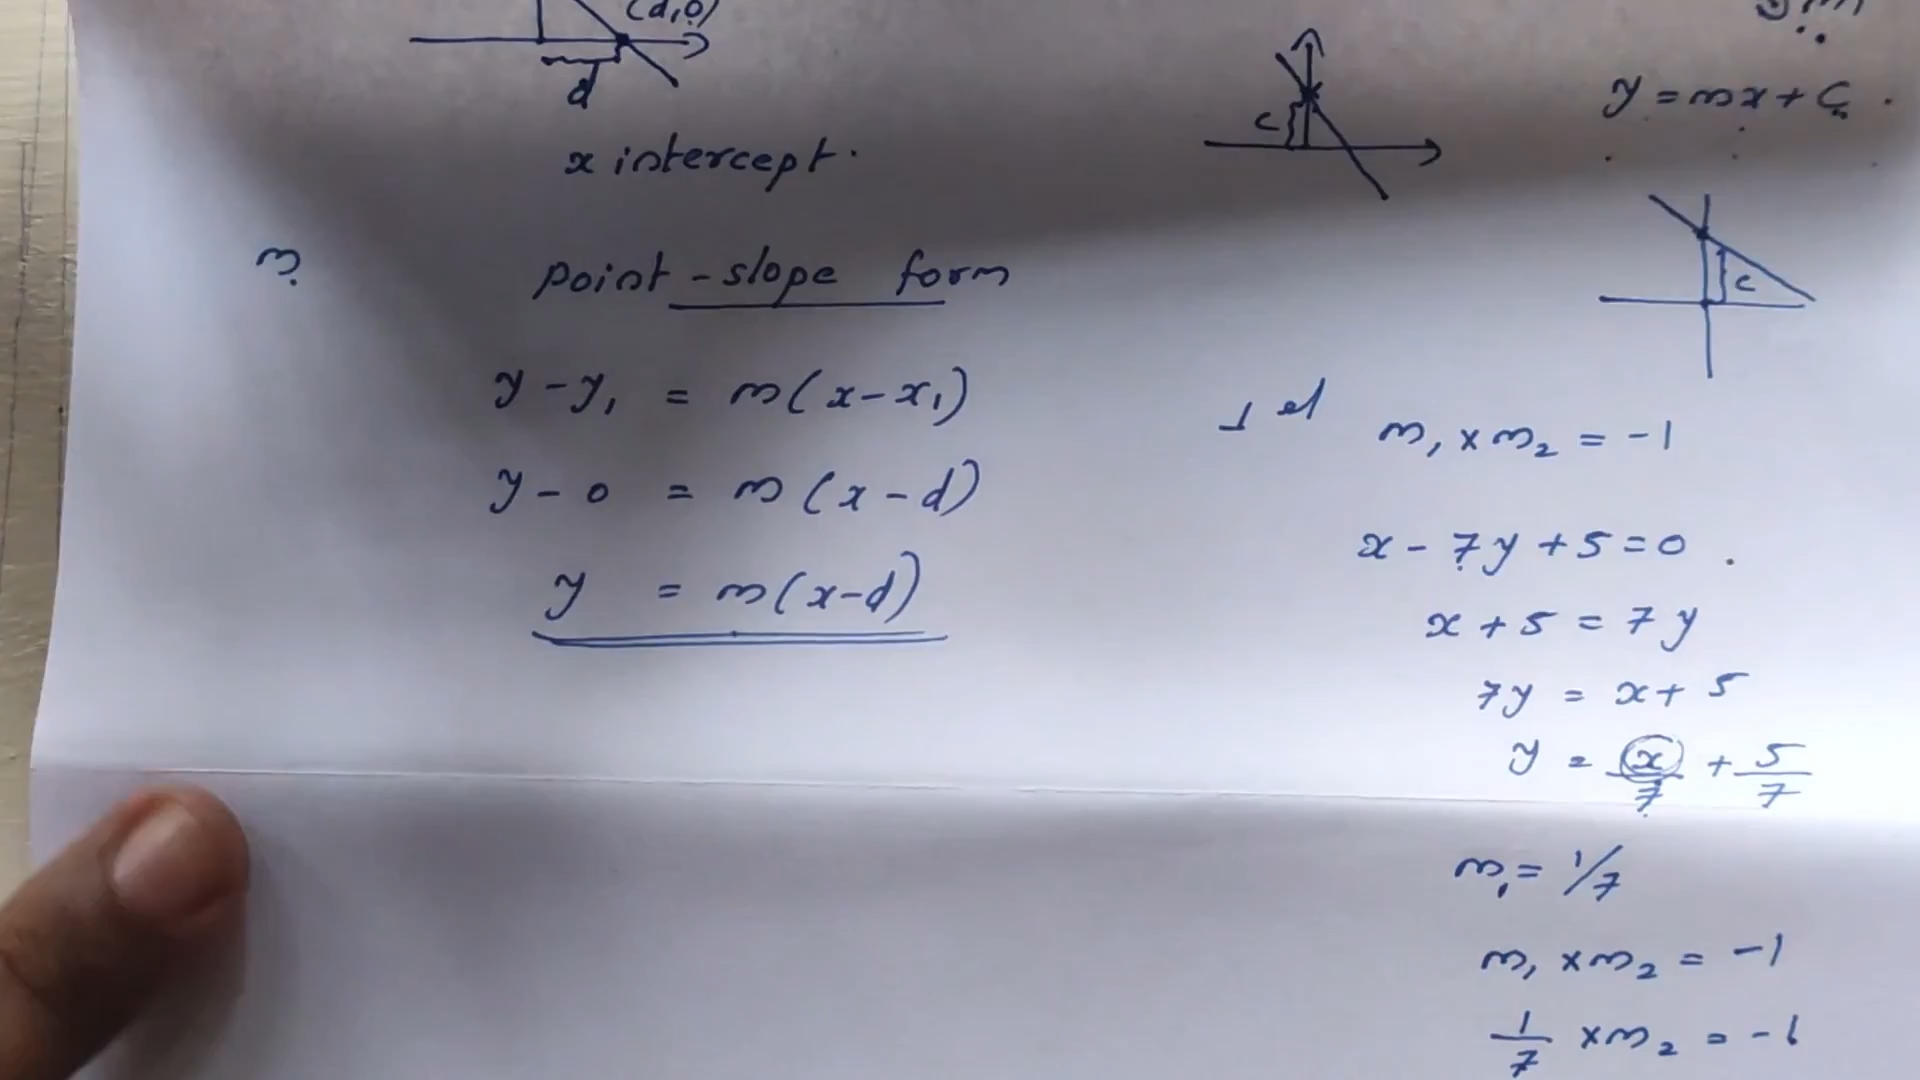 (d,0)
d
x intercept.
m
point-slope form
y - y₁ = m(x - x₁)
y - 0 = m(x - d)
y = m(x-d)
c
y = mx + c
c
m₁ x m₂ = -1
x - 7y + 5 = 0
x + 5 = 7y
7y = x + 5
y = x/7 + 5/7
m₁ = 1/7
m₁ x m₂ = -1
1/7 x m₂ = -1